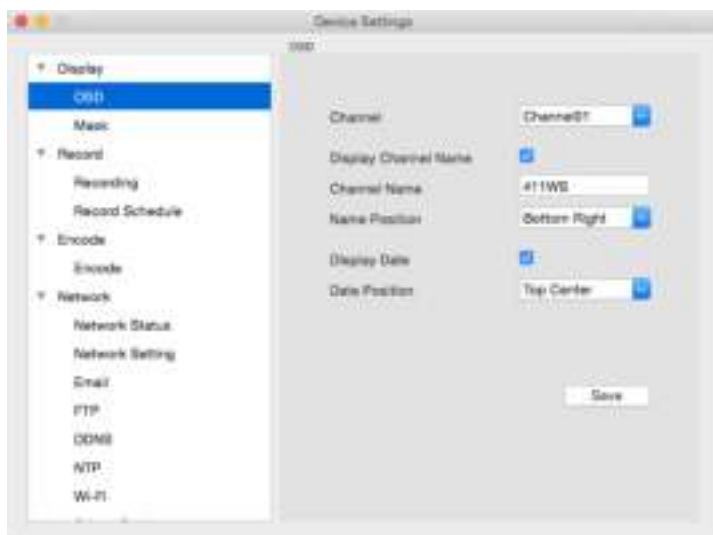 Device Settings
OSD
Display
OSD
Mask
Record
Recording
Record Schedule
Encode
Encode
Network
Network Status
Network Setting
Email
FTP
DDNS
NTP
Wi-Fi
Channel
Channel01
Display Channel Name
Channel Name
411WS
Name Position
Bottom Right
Display Date
Date Position
Top Center
Save